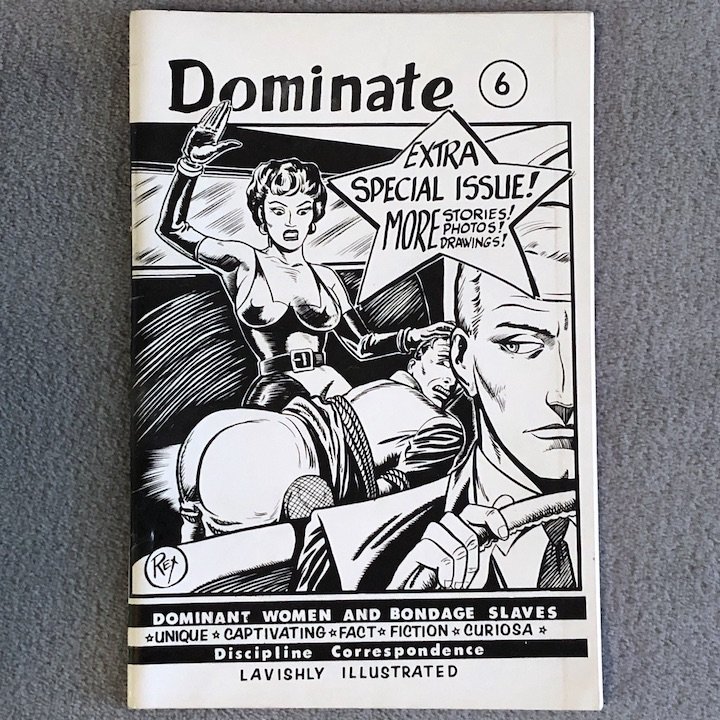 Dominate 6
EXTRA
SPECIAL ISSUE!
MORE STORIES!
PHOTOS!
DRAWINGS!
REX
DOMINANT WOMEN AND BONDAGE SLAVES
☆UNIQUE☆CAPTIVATING☆FACT☆FICTION☆CURIOSA☆
Discipline Correspondence
LAVISHLY ILLUSTRATED